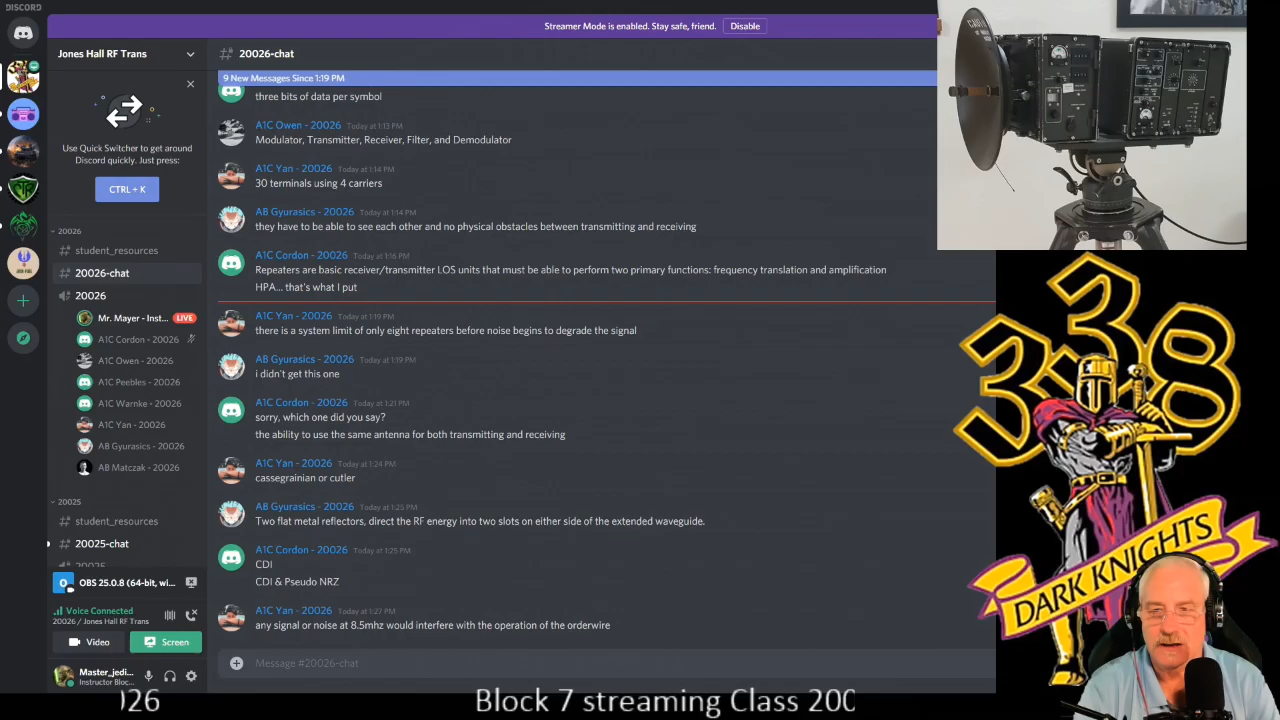 DISCORD
Streamer Mode is enabled. Stay safe, friend.
Disable
Jones Hall RF Trans
20026-chat
9 New Messages Since 1:19 PM
three bits of data per symbol
A1C Owen - 20026 Today at 1:13 PM
Modulator, Transmitter, Receiver, Filter, and Demodulator
A1C Yan - 20026 Today at 1:14 PM
30 terminals using 4 carriers
AB Gyurasics - 20026 Today at 1:14 PM
they have to be able to see each other and no physical obstacles between transmitting and receiving
A1C Cordon - 20026 Today at 1:16 PM
Repeaters are basic receiver/transmitter LOS units that must be able to perform two primary functions: frequency translation and amplification
HPA... that's what I put
A1C Yan - 20026 Today at 1:19 PM
there is a system limit of only eight repeaters before noise begins to degrade the signal
AB Gyurasics - 20026 Today at 1:19 PM
i didn't get this one
A1C Cordon - 20026 Today at 1:21 PM
sorry, which one did you say?
the ability to use the same antenna for both transmitting and receiving
A1C Yan - 20026 Today at 1:24 PM
cassegrainian or cutler
AB Gyurasics - 20026 Today at 1:25 PM
Two flat metal reflectors, direct the RF energy into two slots on either side of the extended waveguide.
A1C Cordon - 20026 Today at 1:25 PM
CDI
CDI & Pseudo NRZ
A1C Yan - 20026 Today at 1:27 PM
any signal or noise at 8.5mhz would interfere with the operation of the orderwire
Message #20026-chat
Use Quick Switcher to get around
Discord quickly. Just press:
CTRL + K
20026
student_resources
20026-chat
20026
Mr. Mayer - Inst... LIVE
A1C Cordon - 20026
A1C Owen - 20026
A1C Peebles - 20026
A1C Warnke - 20026
A1C Yan - 20026
AB Gyurasics - 20026
AB Matczak - 20026
20025
student_resources
20025-chat
20025
OBS 25.0.8 (64-bit, wi...
Voice Connected
20026 / Jones Hall RF Trans
Video
Screen
Master_jedi...
Instructor Bloc...
CAUTION
338
DARK KNIGHTS
026
Block 7 streaming Class 200